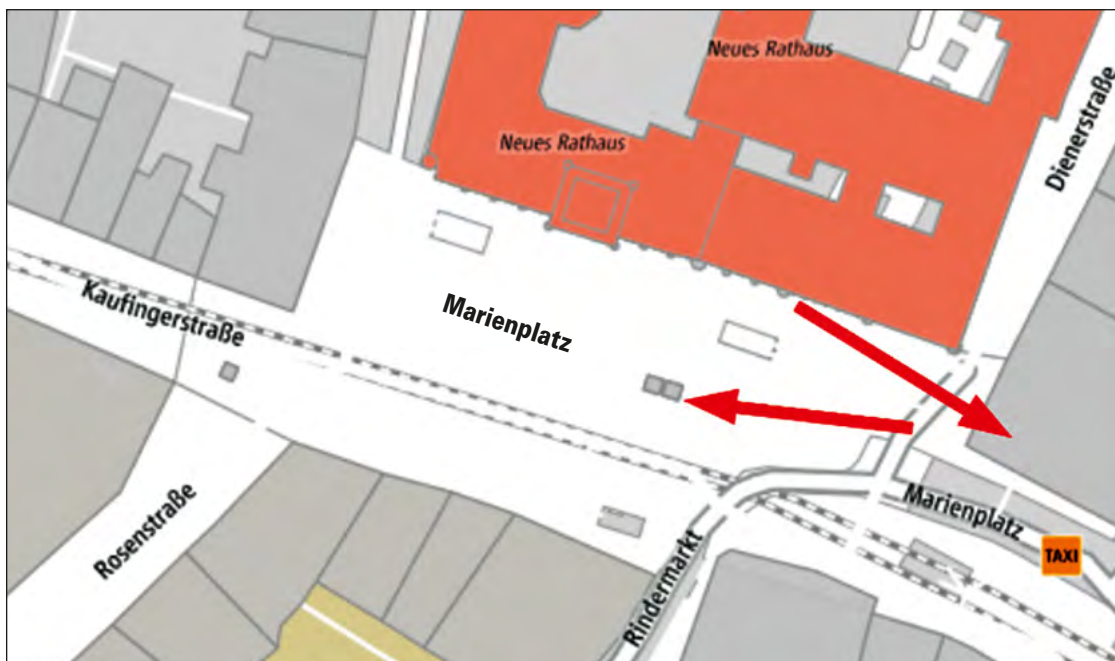 Neues Rathaus
Neues Rathaus
Dienerstraße
Kaufingerstraße
Marienplatz
Rosenstraße
Rindermarkt
Marienplatz
TAXI